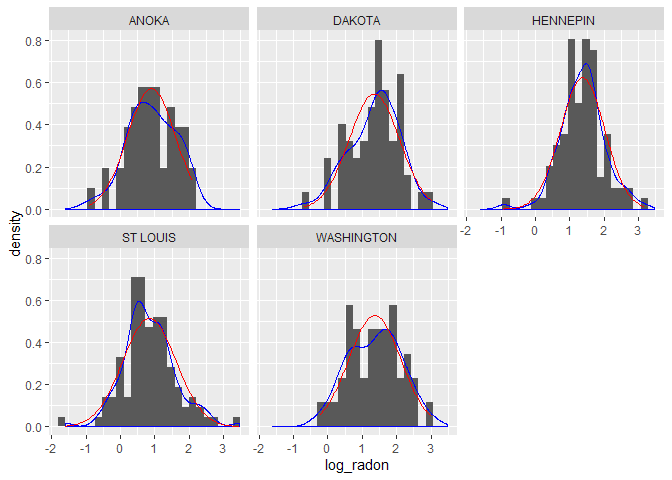 ANOKA DAKOTA HENNEPIN
0.8
0.6
0.4
0.2
0.0
-2 -1 0 1 2 3
ST LOUIS WASHINGTON
0.8
0.6
0.4
0.2
0.0
-2 -1 0 1 2 3 -2 -1 0 1 2 3
density
log_radon